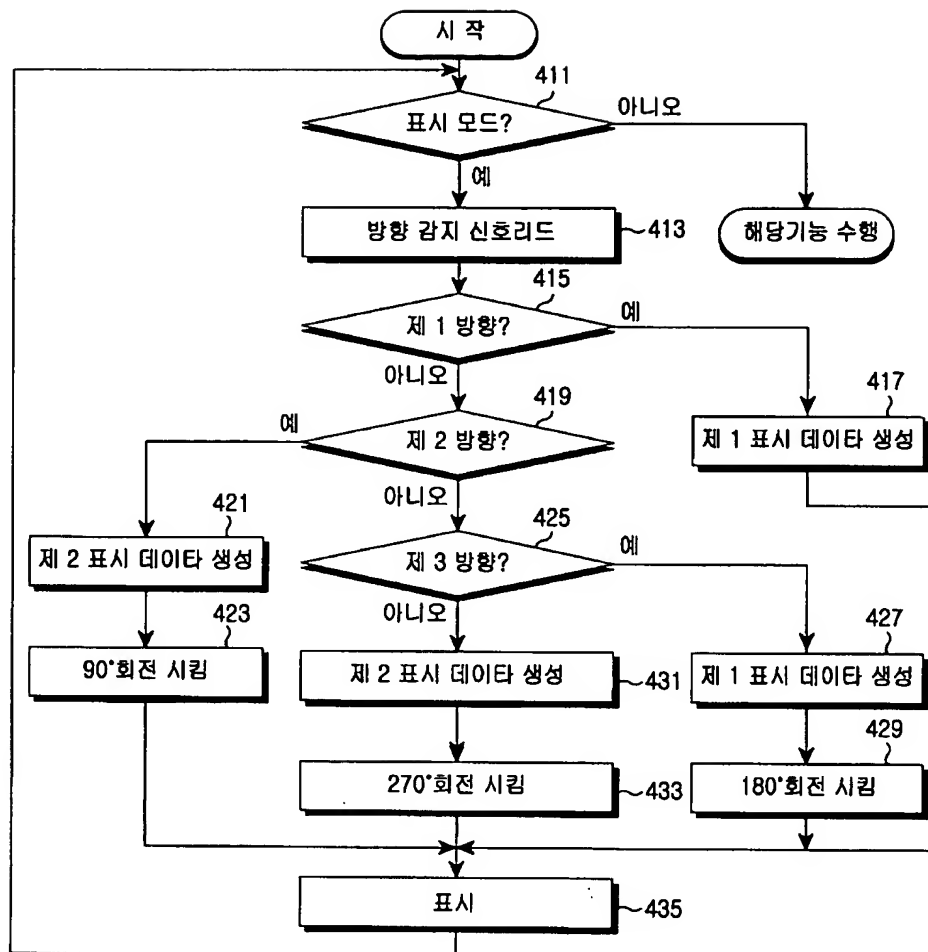 시 작
411
표시 모드?
아니오
예
방향 감지 신호리드
413
해당기능 수행
415
제 1 방향?
예
아니오
417
제 1 표시 데이타 생성
419
제 2 방향?
예
아니오
421
제 2 표시 데이타 생성
423
90°회전 시킴
425
제 3 방향?
예
아니오
427
제 1 표시 데이타 생성
제 2 표시 데이타 생성
431
429
180°회전 시킴
270°회전 시킴
433
표시
435